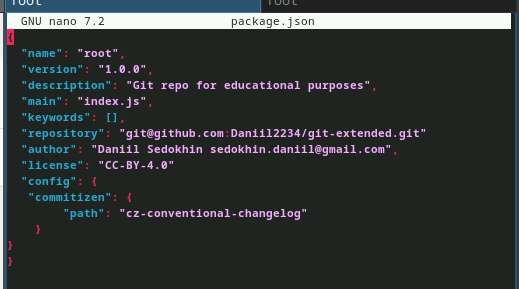 root root
GNU nano 7.2 package.json
{
"name": "root",
"version": "1.0.0",
"description": "Git repo for educational purposes",
"main": "index.js",
"keywords": [],
"repository": "git@github.com:Daniil2234/git-extended.git"
"author": "Daniil Sedokhin sedokhin.daniil@gmail.com",
"license": "CC-BY-4.0"
"config": {
"commitizen": {
"path": "cz-conventional-changelog"
}
}
}